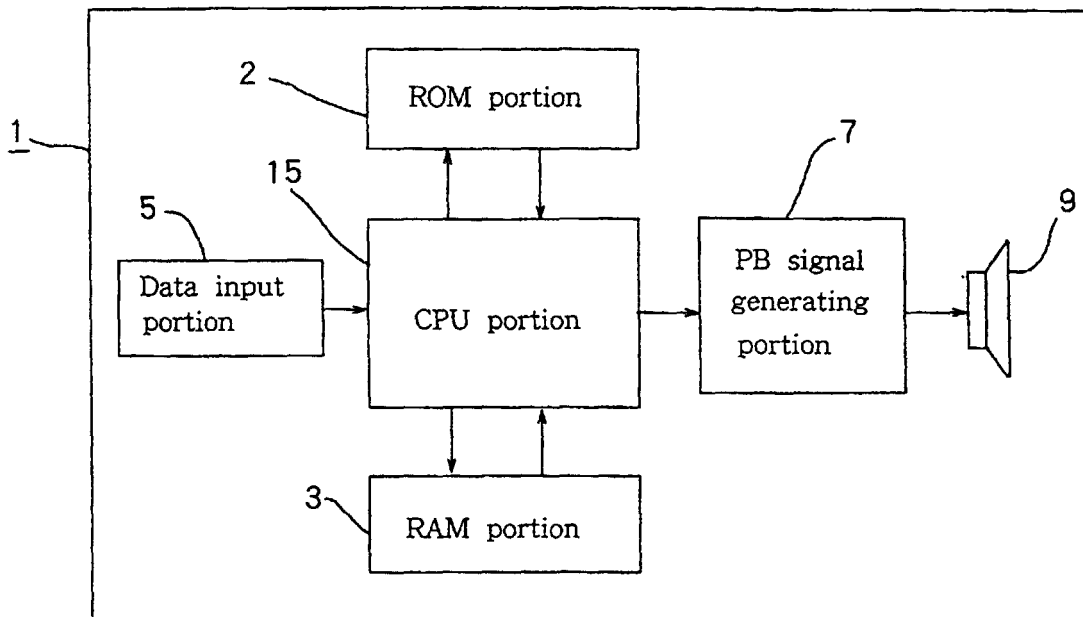 2
ROM portion
1
7
15
5
9
Data input
portion
CPU portion
PB signal
generating
portion
3
RAM portion